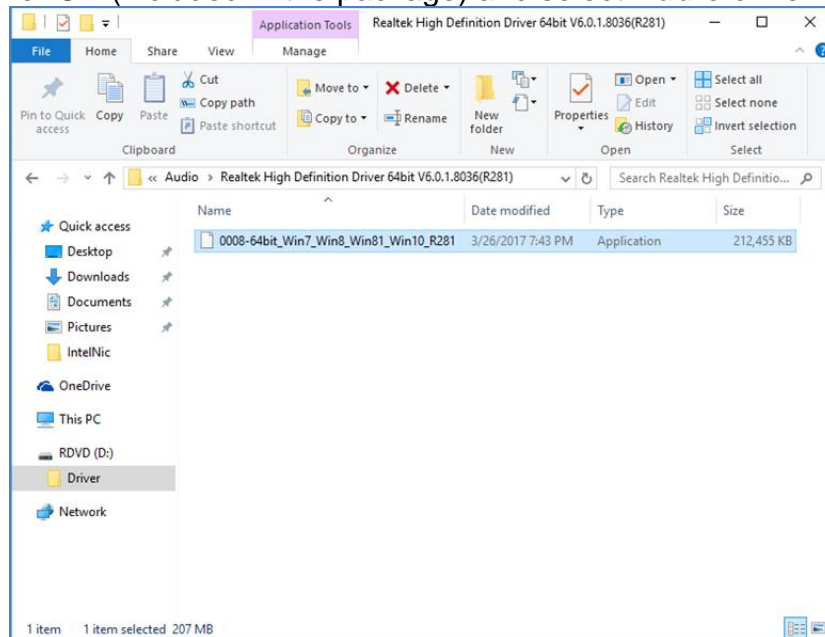 Application Tools Realtek High Definition Driver 64bit V6.0.1.8036(R281)
File Home Share View Manage
Pin to Quick access
Copy
Paste
Cut
Copy path
Paste shortcut
Clipboard
Move to
Copy to
Delete
Rename
Organize
New folder
New
Properties
Open
Edit
History
Open
Select all
Select none
Invert selection
Select
« Audio > Realtek High Definition Driver 64bit V6.0.1.8036(R281)
Search Realtek High Definitio...
Name Date modified Type Size
0008-64bit_Win7_Win8_Win81_Win10_R281 3/26/2017 7:43 PM Application 212,455 KB
Quick access
Desktop
Downloads
Documents
Pictures
IntelNic
OneDrive
This PC
RDVD (D:)
Driver
Network
1 item 1 item selected 207 MB